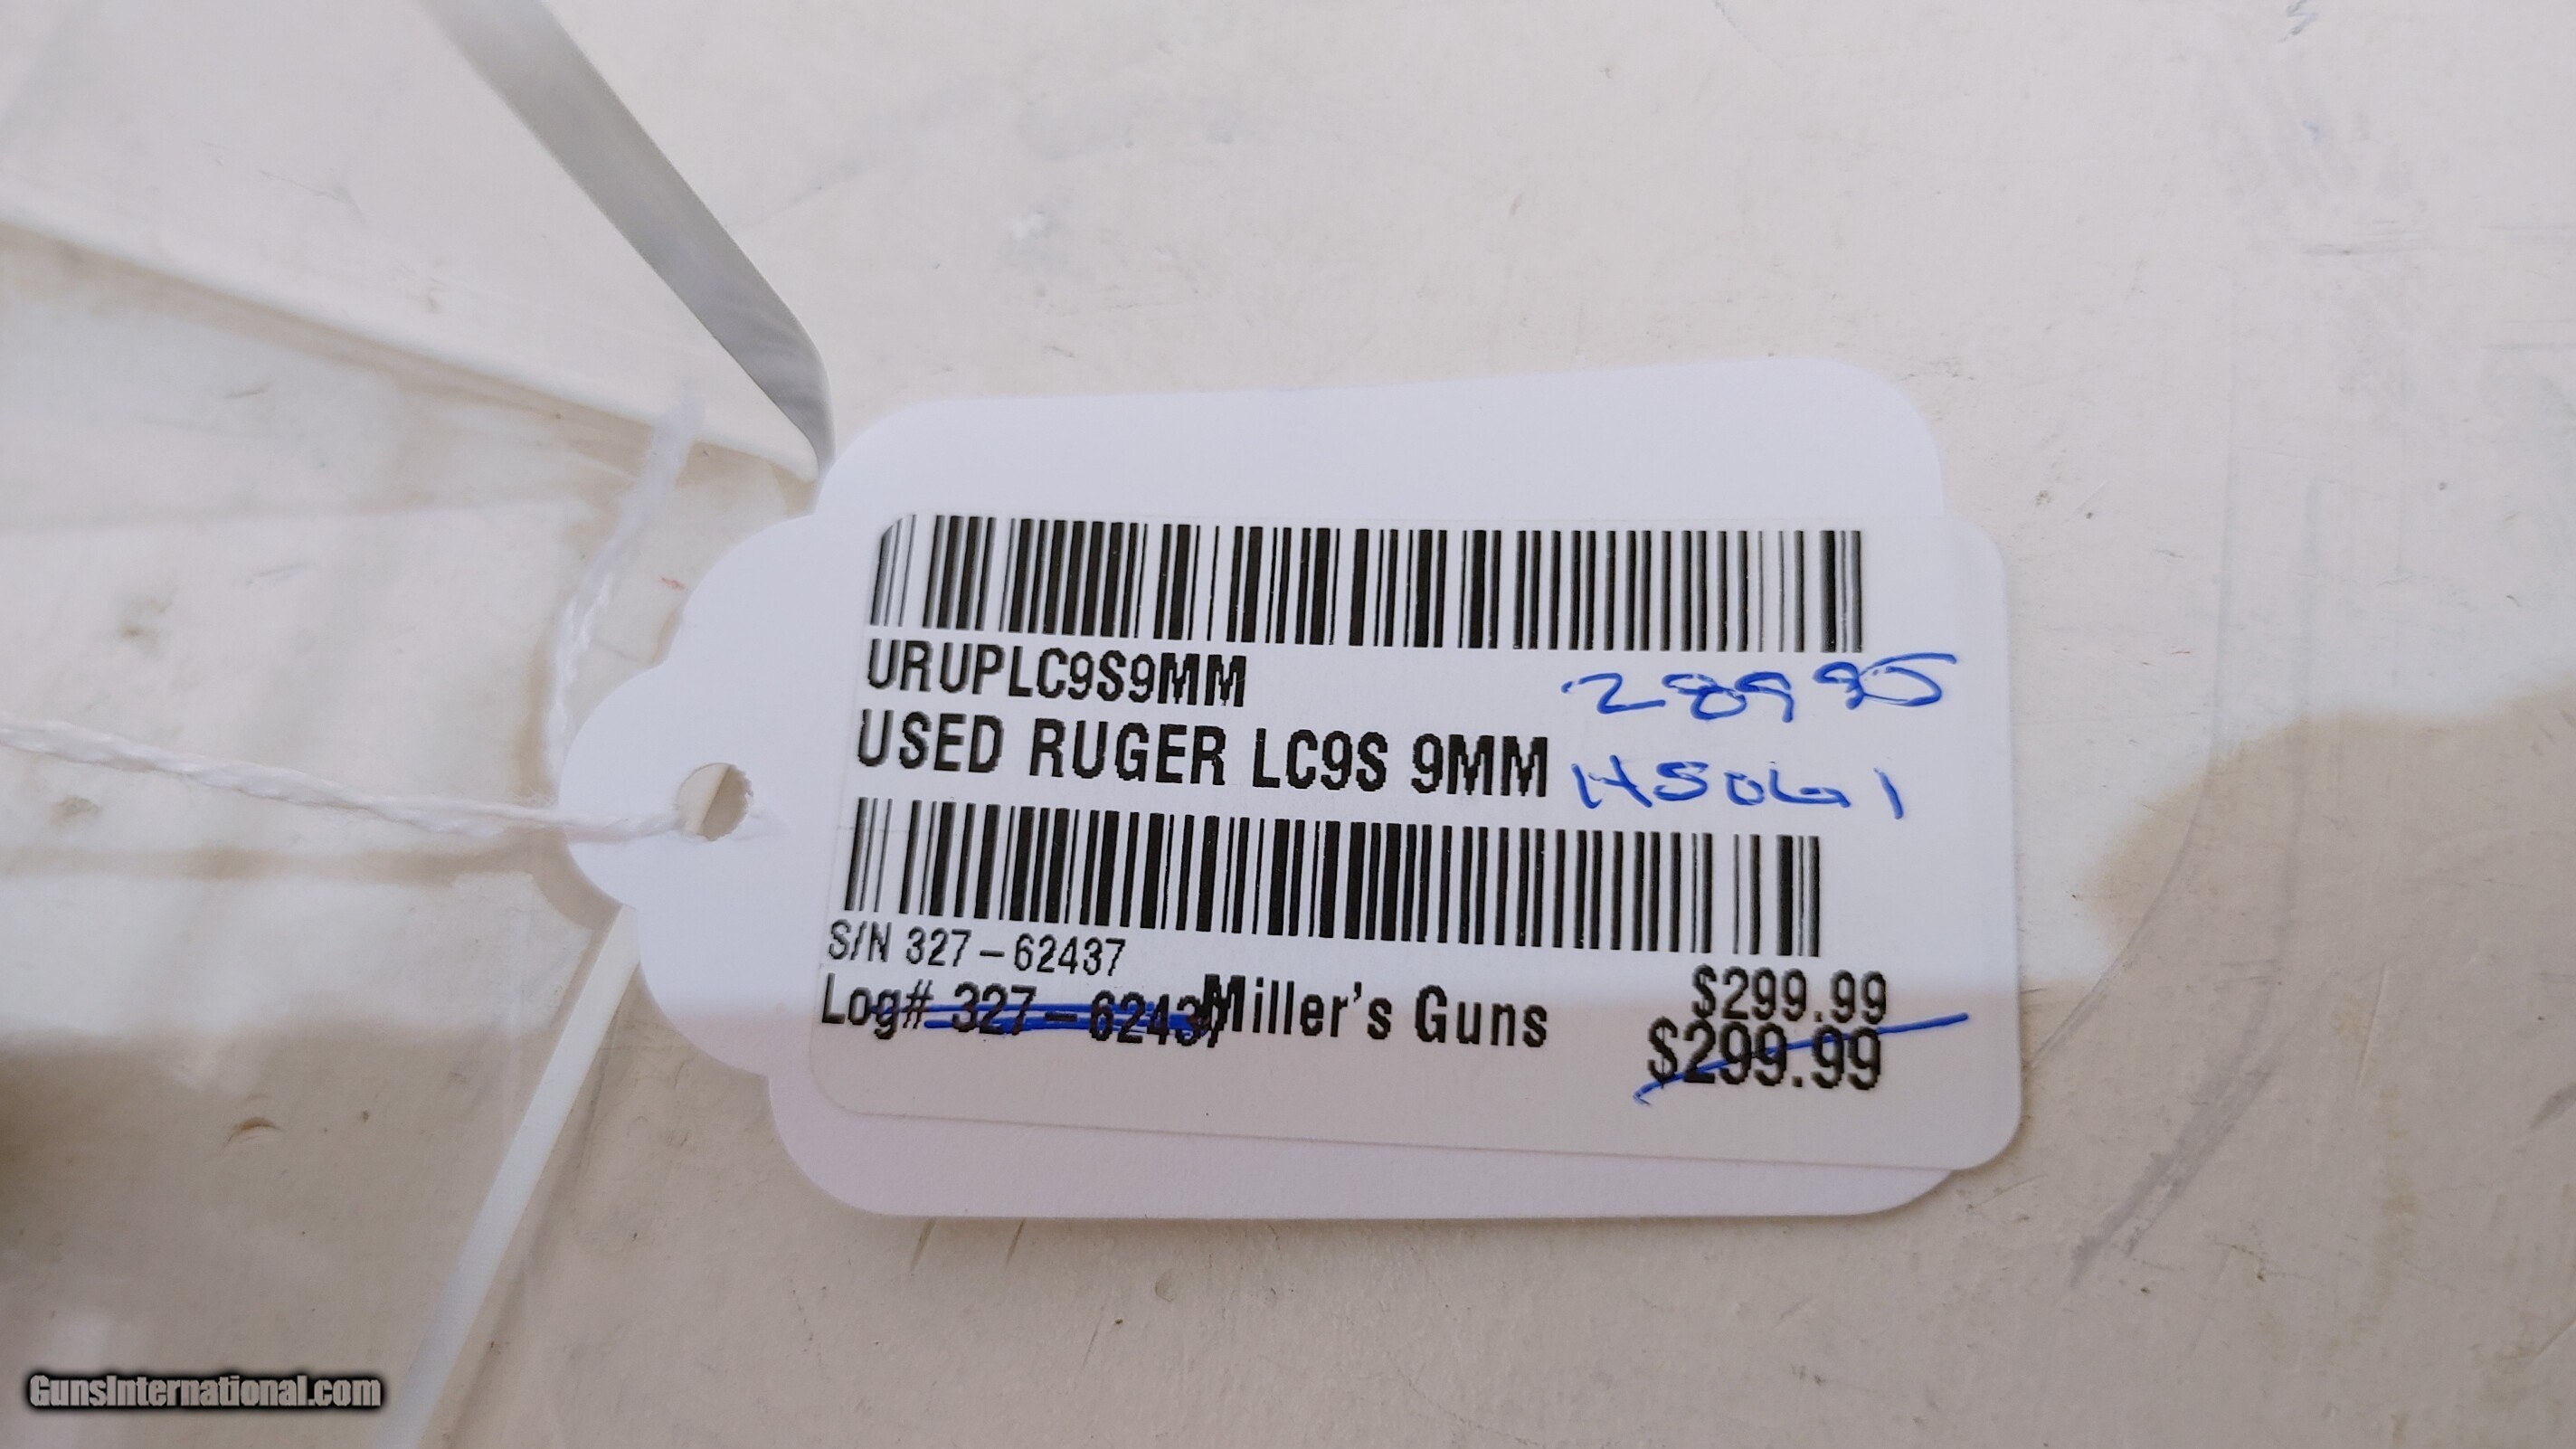 URUPLC9S9MM
28995
USED RUGER LC9S 9MM
S/N 327-62437
Log# 327-62437
Miller's Guns
$299.99
$299.99
GunsInternational.com